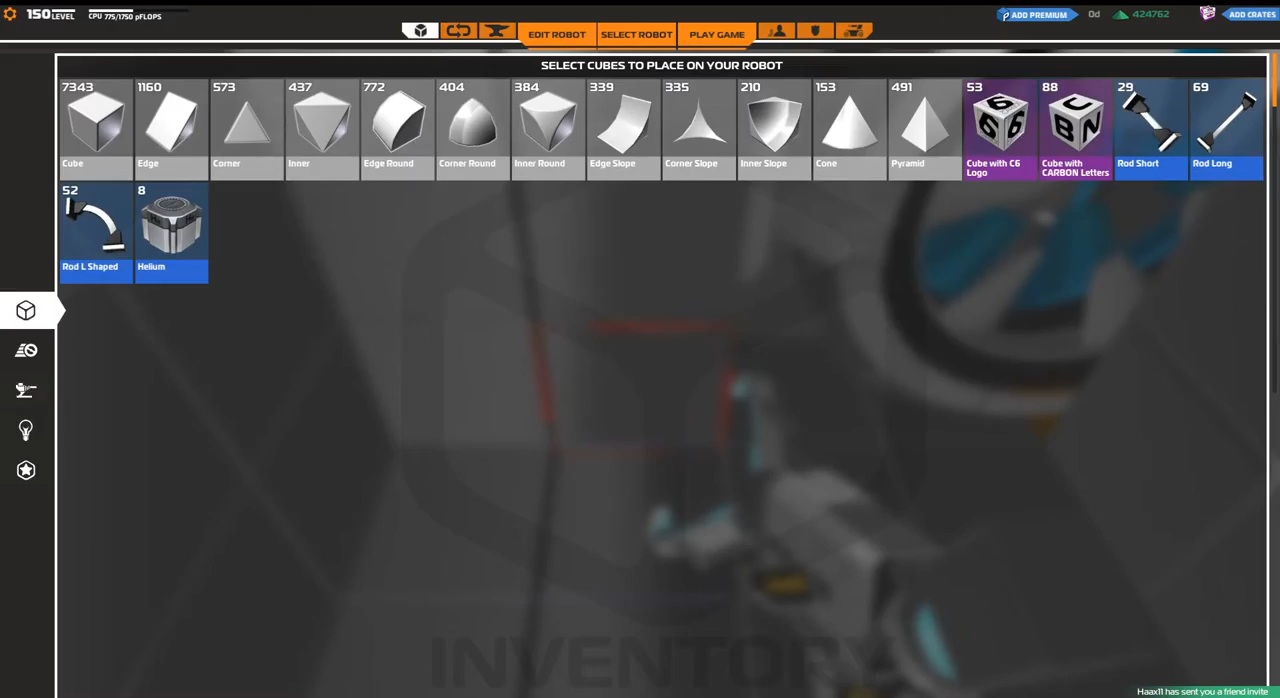 150 LEVEL
CPU 775/1750 pFLOPS
ADD PREMIUM
0d
424762
ADD CRATES
EDIT ROBOT
SELECT ROBOT
PLAY GAME
SELECT CUBES TO PLACE ON YOUR ROBOT
7343 1160 573 437 772 404 384 339 335 210 153 491 53 88 29 69
6 6 6
C B N
Cube Edge Corner Inner Edge Round Corner Round Inner Round Edge Slope Corner Slope Inner Slope Cone Pyramid Cube with C6 Logo Cube with CARBON Letters Rod Short Rod Long
52 8
Rod L Shaped Helium
INVENTORY
Haax11 has sent you a friend invite